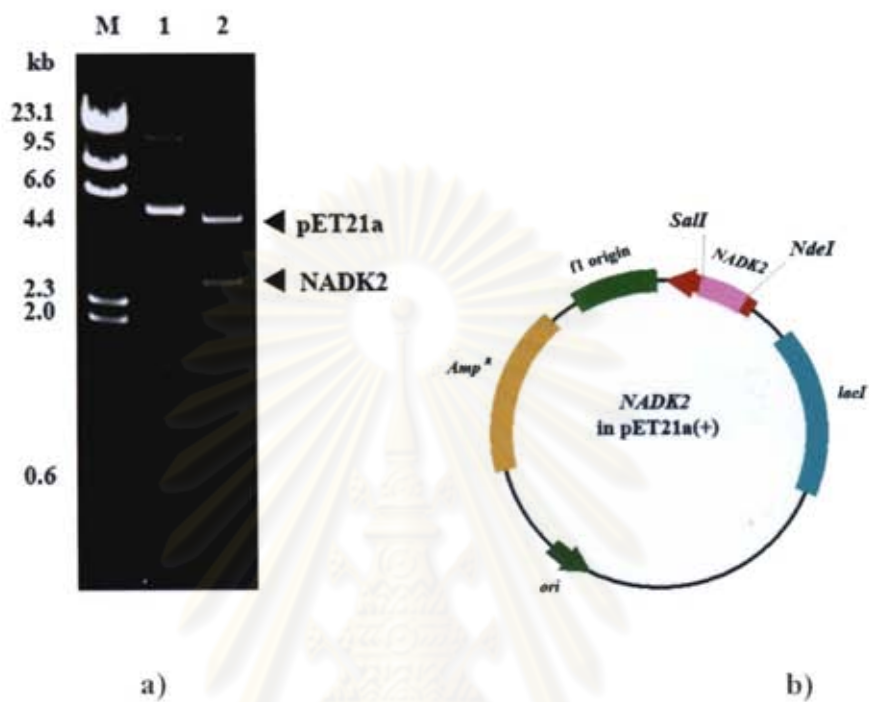 M 1 2
kb
23.1
9.5
6.6
4.4
2.3
2.0
0.6
pET21a
NADK2
SalI
NADK2
NdeI
f1 origin
Amp R
lacI
NADK2
in pET21a(+)
ori
a)
b)